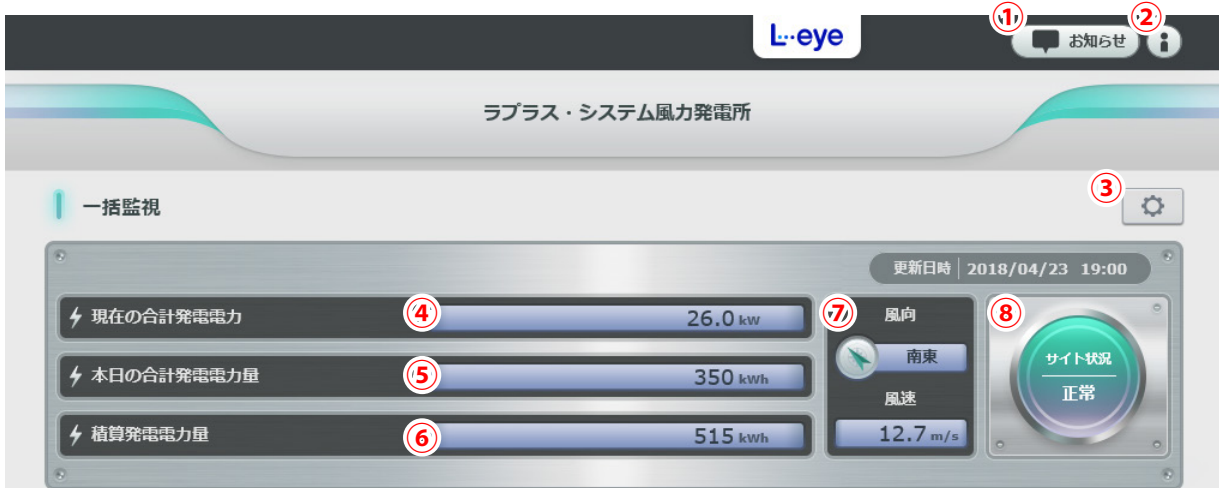 ① ②
L·eye お知らせ
ラプラス・システム風力発電所
③
一括監視
更新日時 2018/04/23 19:00
現在の合計発電電力 ④ 26.0 kW
⑦ 風向
南東
⑧
サイト状況
正常
本日の合計発電電力量 ⑤ 350 kWh
風速
12.7 m/s
積算発電電力量 ⑥ 515 kWh